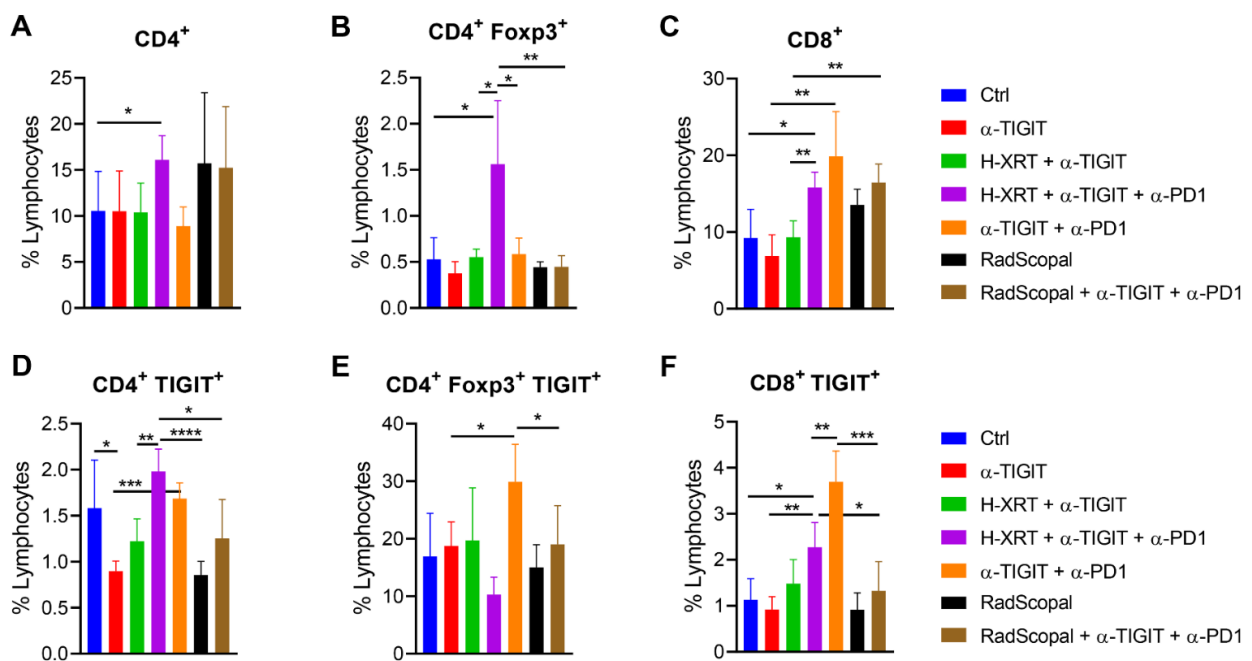 A
CD4+
% Lymphocytes
25
20
15
10
5
0
*
B
CD4+ Foxp3+
% Lymphocytes
2.5
2.0
1.5
1.0
0.5
0.0
**
* *
*
C
CD8+
% Lymphocytes
30
20
10
0
**
**
*
**
Ctrl
α-TIGIT
H-XRT + α-TIGIT
H-XRT + α-TIGIT + α-PD1
α-TIGIT + α-PD1
RadScopal
RadScopal + α-TIGIT + α-PD1
D
CD4+ TIGIT+
% Lymphocytes
2.5
2.0
1.5
1.0
0.5
0.0
*
* ** ****
***
E
CD4+ Foxp3+ TIGIT+
% Lymphocytes
40
30
20
10
0
* *
F
CD8+ TIGIT+
% Lymphocytes
5
4
3
2
1
0
** ***
*
** *
Ctrl
α-TIGIT
H-XRT + α-TIGIT
H-XRT + α-TIGIT + α-PD1
α-TIGIT + α-PD1
RadScopal
RadScopal + α-TIGIT + α-PD1